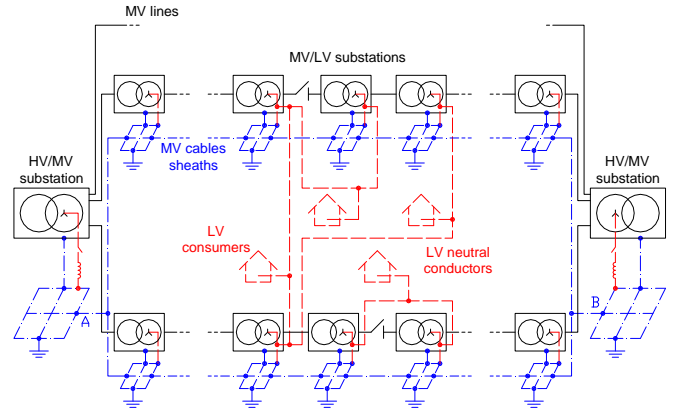 MV lines
MV/LV substations
MV cables
sheaths
HV/MV
substation
HV/MV
substation
LV
consumers
LV neutral
conductors
A
B